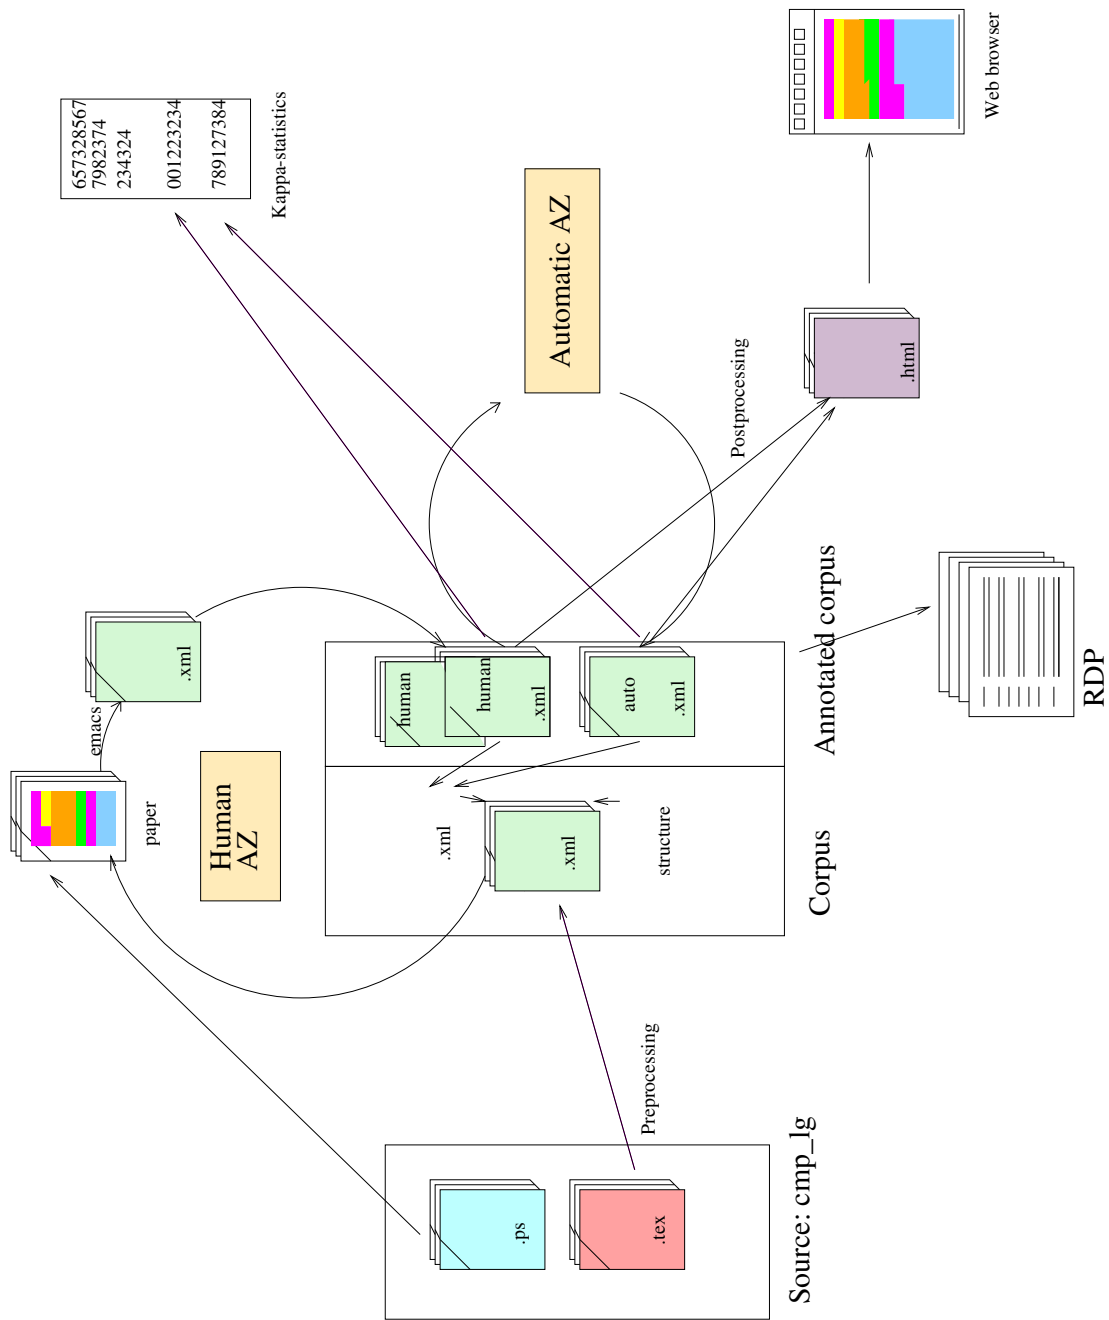 657328567
7982374
234324
001223234
789127384
Kappa-statistics
Web browser
Automatic AZ
.html
Postprocessing
emacs
.xml
paper
Human
AZ
human
human
.xml
auto
.xml
Annotated corpus
RDP
.xml
.xml
structure
Corpus
Preprocessing
.ps
.tex
Source: cmp_lg